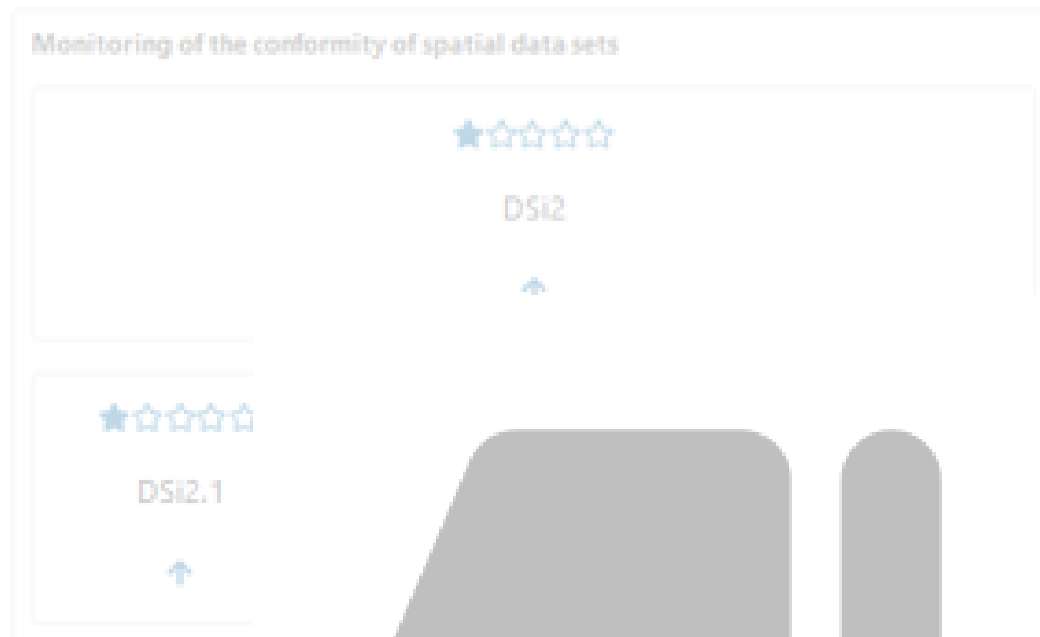 Monitoring of the conformity of spatial data sets
DSi2
DSi2.1